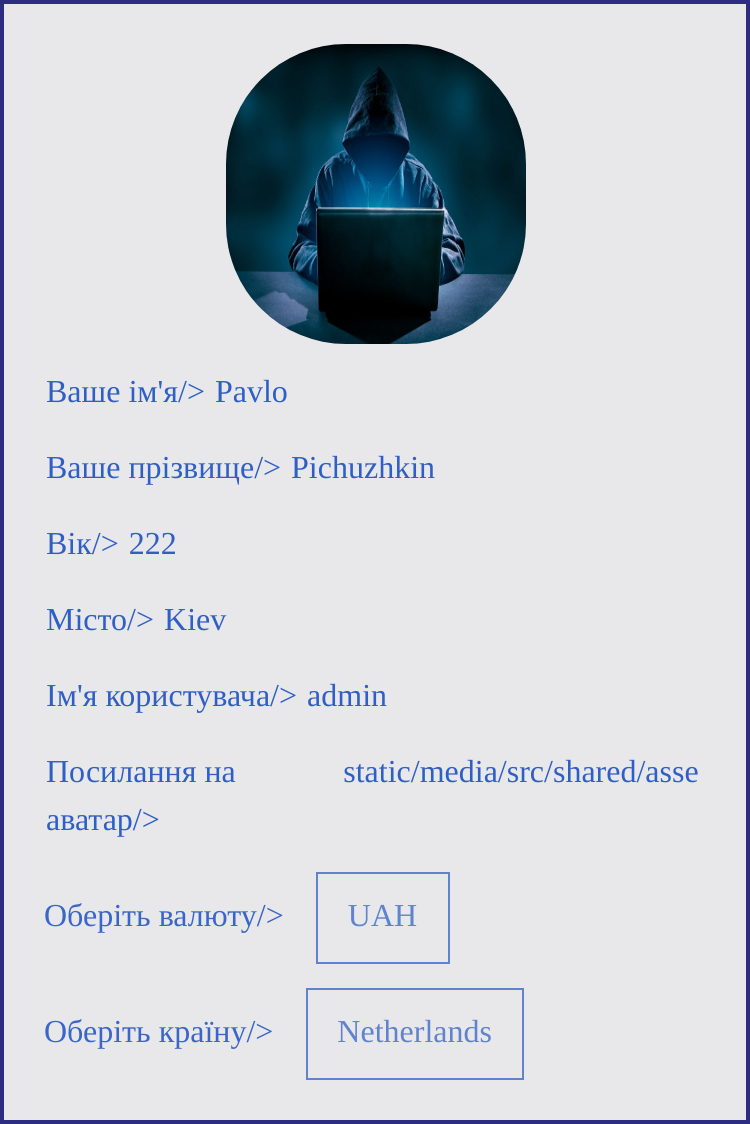 Ваше ім'я/> Pavlo
Ваше прізвище/> Pichuzhkin
Вік/> 222
Місто/> Kiev
Ім'я користувача/> admin
Посилання на static/media/src/shared/asse
аватар/>
Оберіть валюту/> UAH
Оберіть країну/> Netherlands